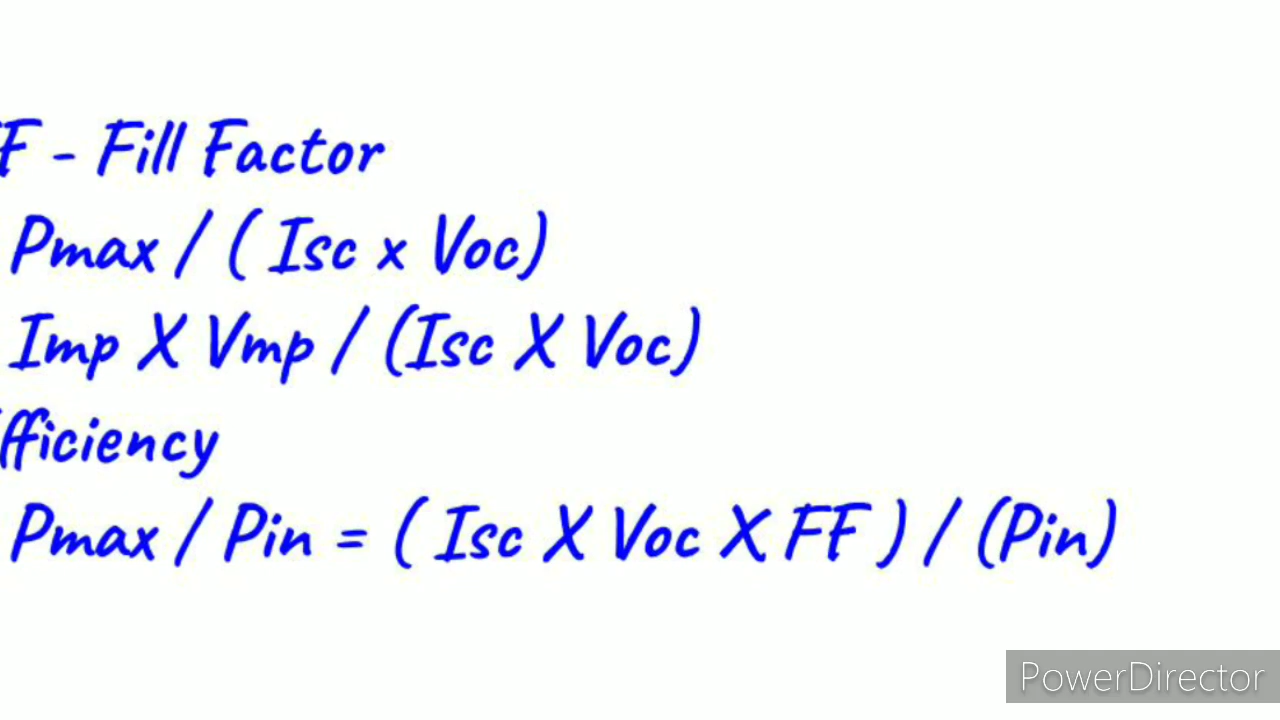 F - Fill Factor
Pmax / ( Isc x Voc)
Imp X Vmp / (Isc X Voc)
fficiency
Pmax / Pin = ( Isc X Voc X FF ) / (Pin)
PowerDirector